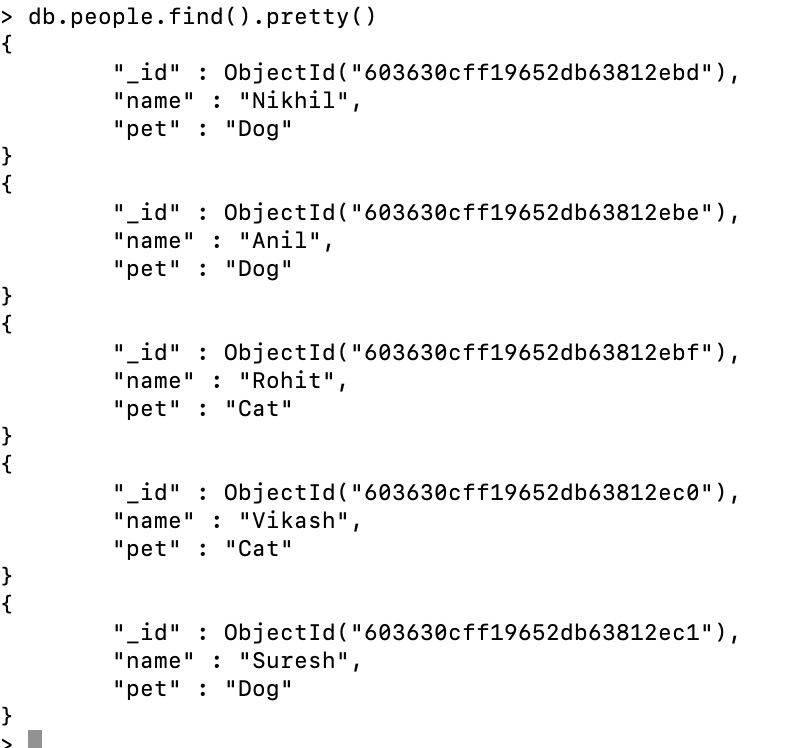 > db.people.find().pretty()
{
        "_id" : ObjectId("603630cff19652db63812ebd"),
        "name" : "Nikhil",
        "pet" : "Dog"
}
{
        "_id" : ObjectId("603630cff19652db63812ebe"),
        "name" : "Anil",
        "pet" : "Dog"
}
{
        "_id" : ObjectId("603630cff19652db63812ebf"),
        "name" : "Rohit",
        "pet" : "Cat"
}
{
        "_id" : ObjectId("603630cff19652db63812ec0"),
        "name" : "Vikash",
        "pet" : "Cat"
}
{
        "_id" : ObjectId("603630cff19652db63812ec1"),
        "name" : "Suresh",
        "pet" : "Dog"
}
>